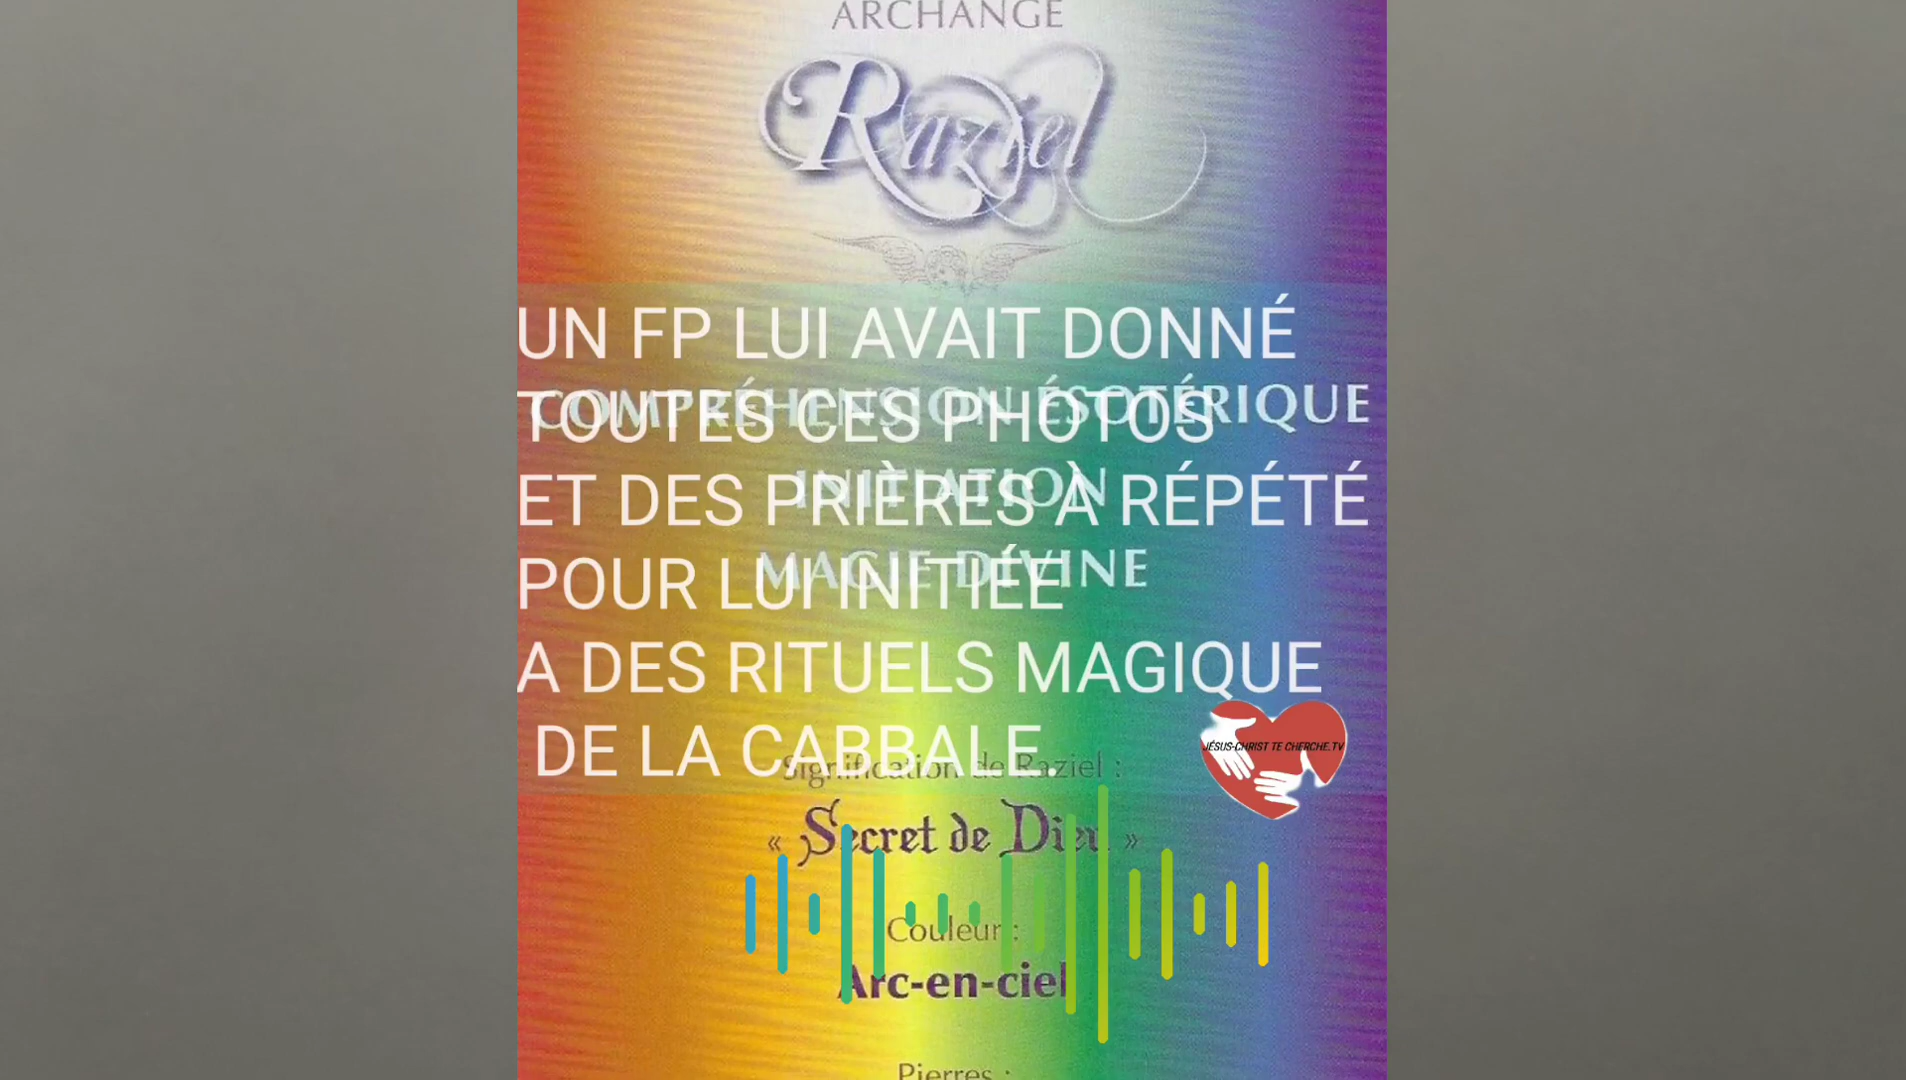 ARCHANGE
Raziel
UN FP LUI AVAIT DONNÉ
COMPRÉHENSION ÉSOTÉRIQUE
TOUTES CES PHOTOS
INITIATION
ET DES PRIÈRES À RÉPÉTÉ
MAGIE DIVINE
POUR LUI INITIÉE
A DES RITUELS MAGIQUE
DE LA CABBALE.
JÉSUS-CHRIST TE CHERCHE.TV
Signification de Raziel :
« Secret de Dieu »
Couleur :
Arc-en-ciel
Pierres :